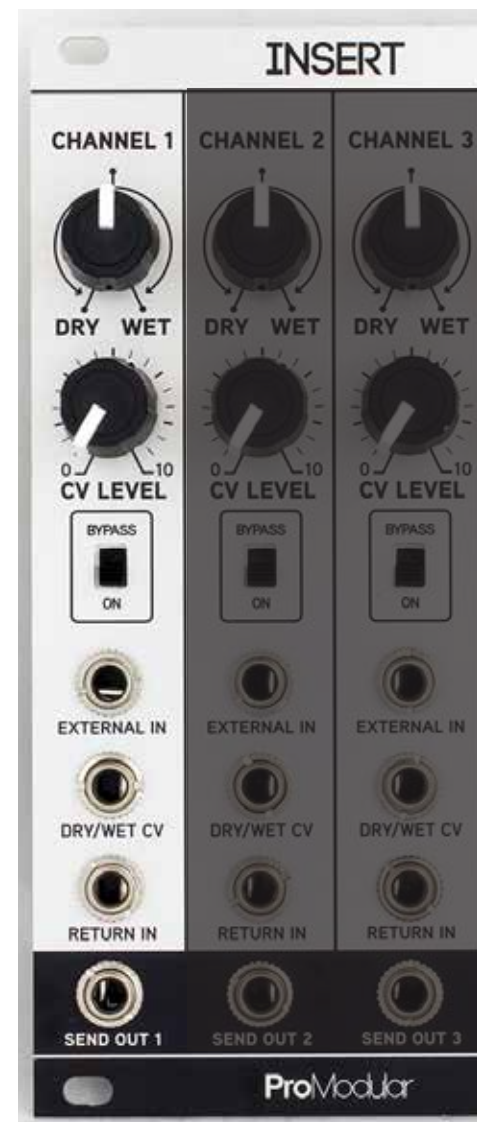 INSERT
CHANNEL 1 CHANNEL 2 CHANNEL 3
DRY WET DRY WET DRY WET
0 10 0 10 0 10
CV LEVEL CV LEVEL CV LEVEL
BYPASS BYPASS BYPASS
ON ON ON
EXTERNAL IN EXTERNAL IN EXTERNAL IN
DRY/WET CV DRY/WET CV DRY/WET CV
RETURN IN RETURN IN RETURN IN
SEND OUT 1 SEND OUT 2 SEND OUT 3
ProModular